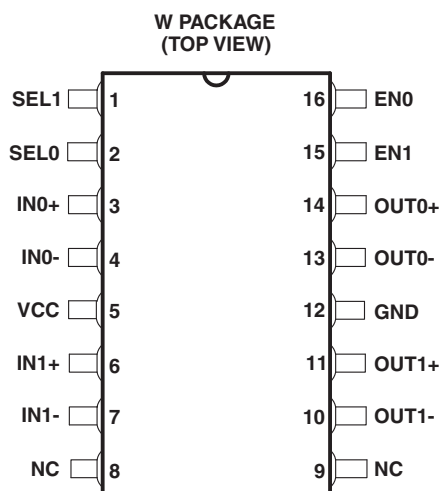 W PACKAGE
(TOP VIEW)
SEL1 1 16 EN0
SEL0 2 15 EN1
IN0+ 3 14 OUT0+
IN0- 4 13 OUT0-
VCC 5 12 GND
IN1+ 6 11 OUT1+
IN1- 7 10 OUT1-
NC 8 9 NC